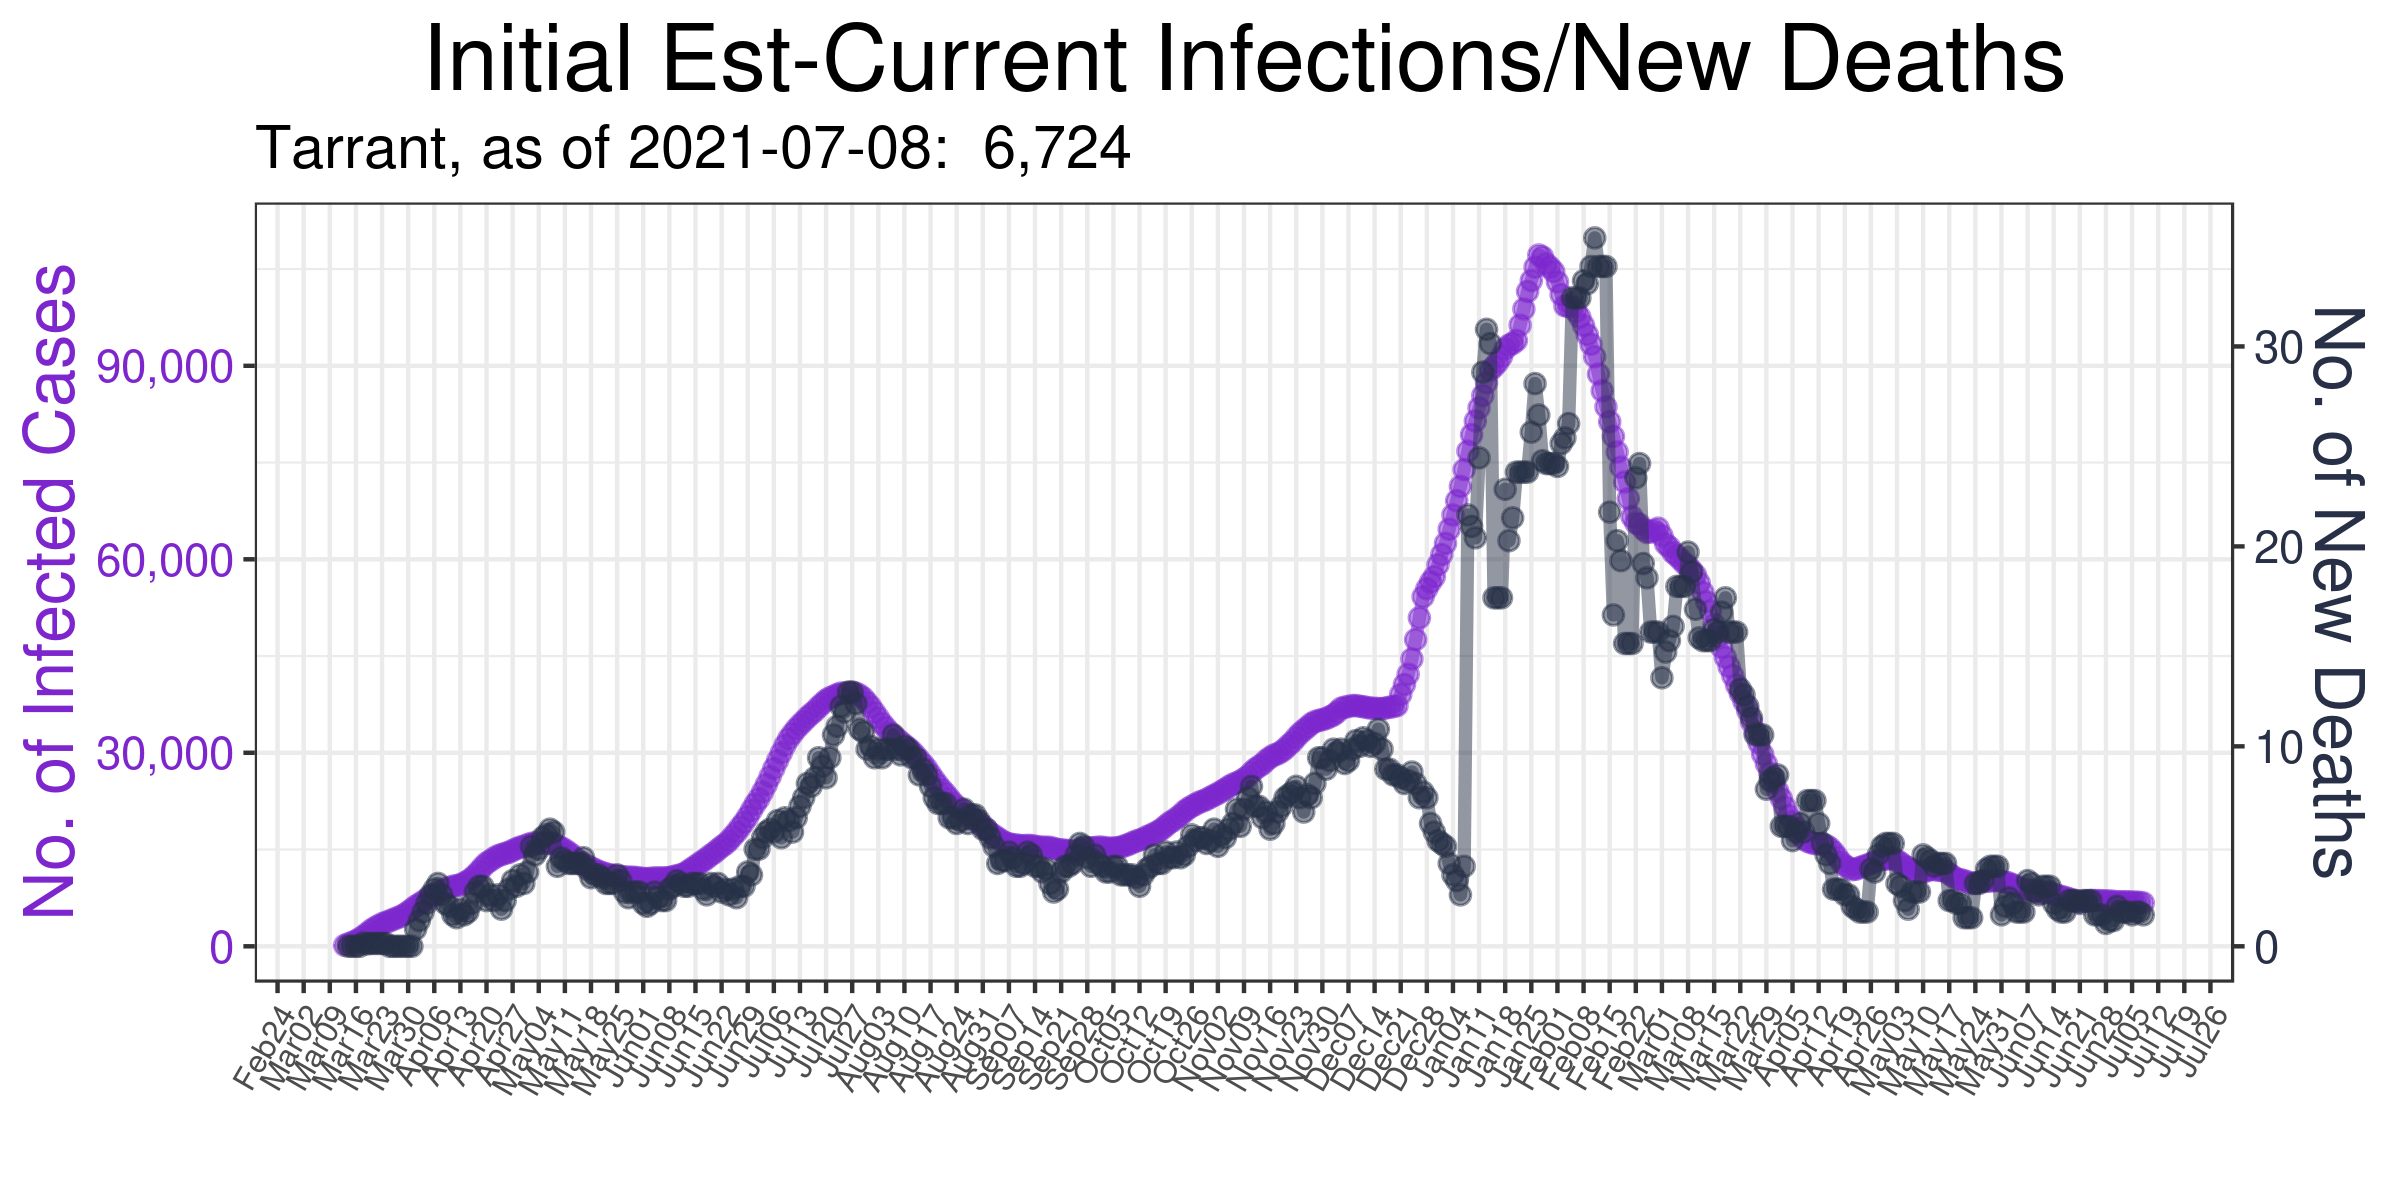 Initial Est-Current Infections/New Deaths
Tarrant, as of 2021-07-08:  6,724
No. of Infected Cases
90,000
60,000
30,000
0
30
20
10
0
No. of New Deaths
Feb24
Mar02
Mar09
Mar16
Mar23
Mar30
Apr06
Apr13
Apr20
Apr27
May04
May11
May18
May25
Jun01
Jun08
Jun15
Jun22
Jun29
Jul06
Jul13
Jul20
Jul27
Aug03
Aug10
Aug17
Aug24
Aug31
Sep07
Sep14
Sep21
Sep28
Oct05
Oct12
Oct19
Oct26
Nov02
Nov09
Nov16
Nov23
Nov30
Dec07
Dec14
Dec21
Dec28
Jan04
Jan11
Jan18
Jan25
Feb01
Feb08
Feb15
Feb22
Mar01
Mar08
Mar15
Mar22
Mar29
Apr05
Apr12
Apr19
Apr26
May03
May10
May17
May24
May31
Jun07
Jun14
Jun21
Jun28
Jul05
Jul12
Jul19
Jul26